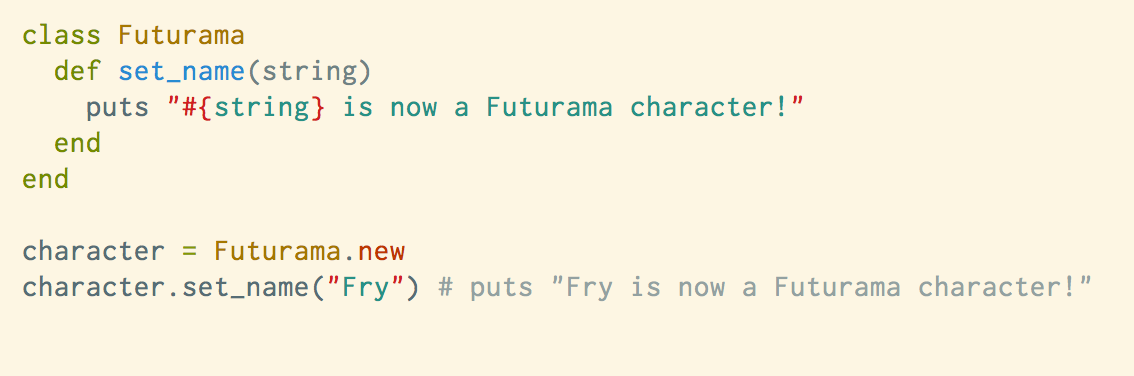 class Futurama
  def set_name(string)
    puts "#{string} is now a Futurama character!"
  end
end

character = Futurama.new
character.set_name("Fry") # puts "Fry is now a Futurama character!"